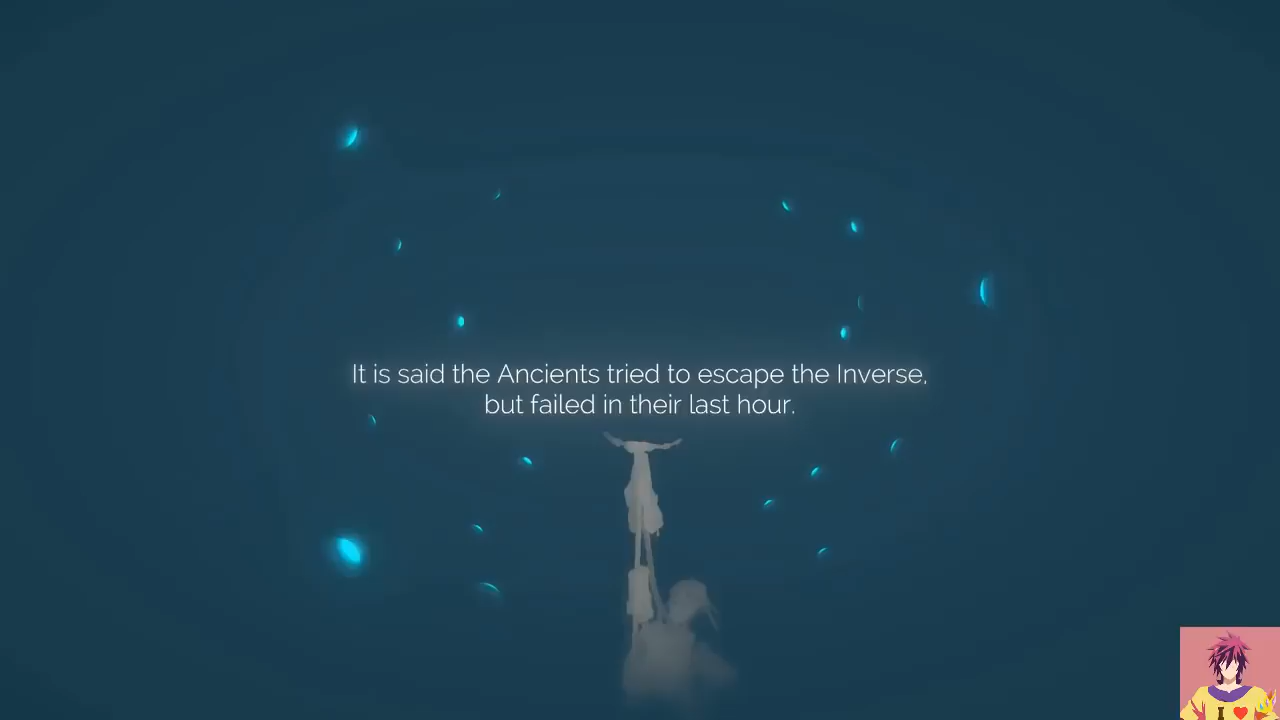 It is said the Ancients tried to escape the Inverse,
but failed in their last hour.
I ♥